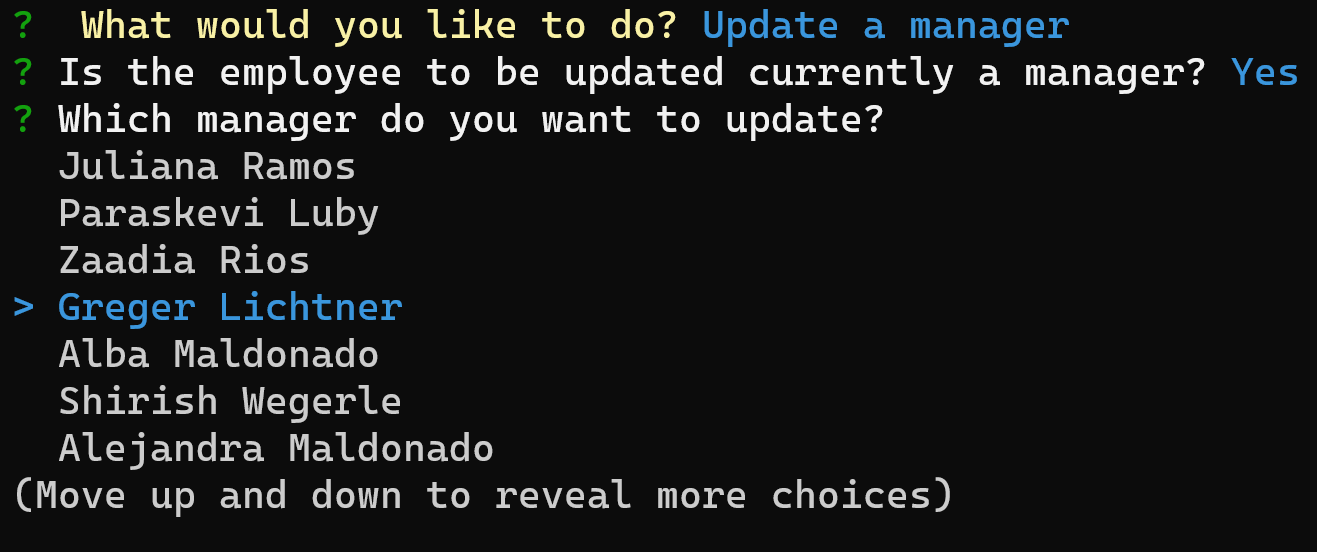 ?  What would you like to do? Update a manager
? Is the employee to be updated currently a manager? Yes
? Which manager do you want to update?
  Juliana Ramos
  Paraskevi Luby
  Zaadia Rios
> Greger Lichtner
  Alba Maldonado
  Shirish Wegerle
  Alejandra Maldonado
(Move up and down to reveal more choices)